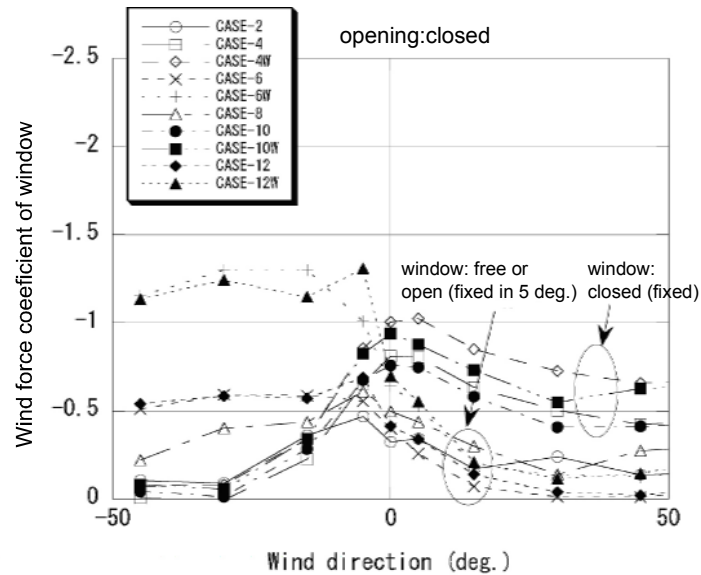 CASE-2
CASE-4
CASE-4W
CASE-6
CASE-6W
CASE-8
CASE-10
CASE-10W
CASE-12
CASE-12W
opening:closed
-2.5
-2
-1.5
-1
-0.5
0
Wind force coeeficient of window
window: free or
open (fixed in 5 deg.)
window:
closed (fixed)
-50
0
50
Wind direction (deg.)